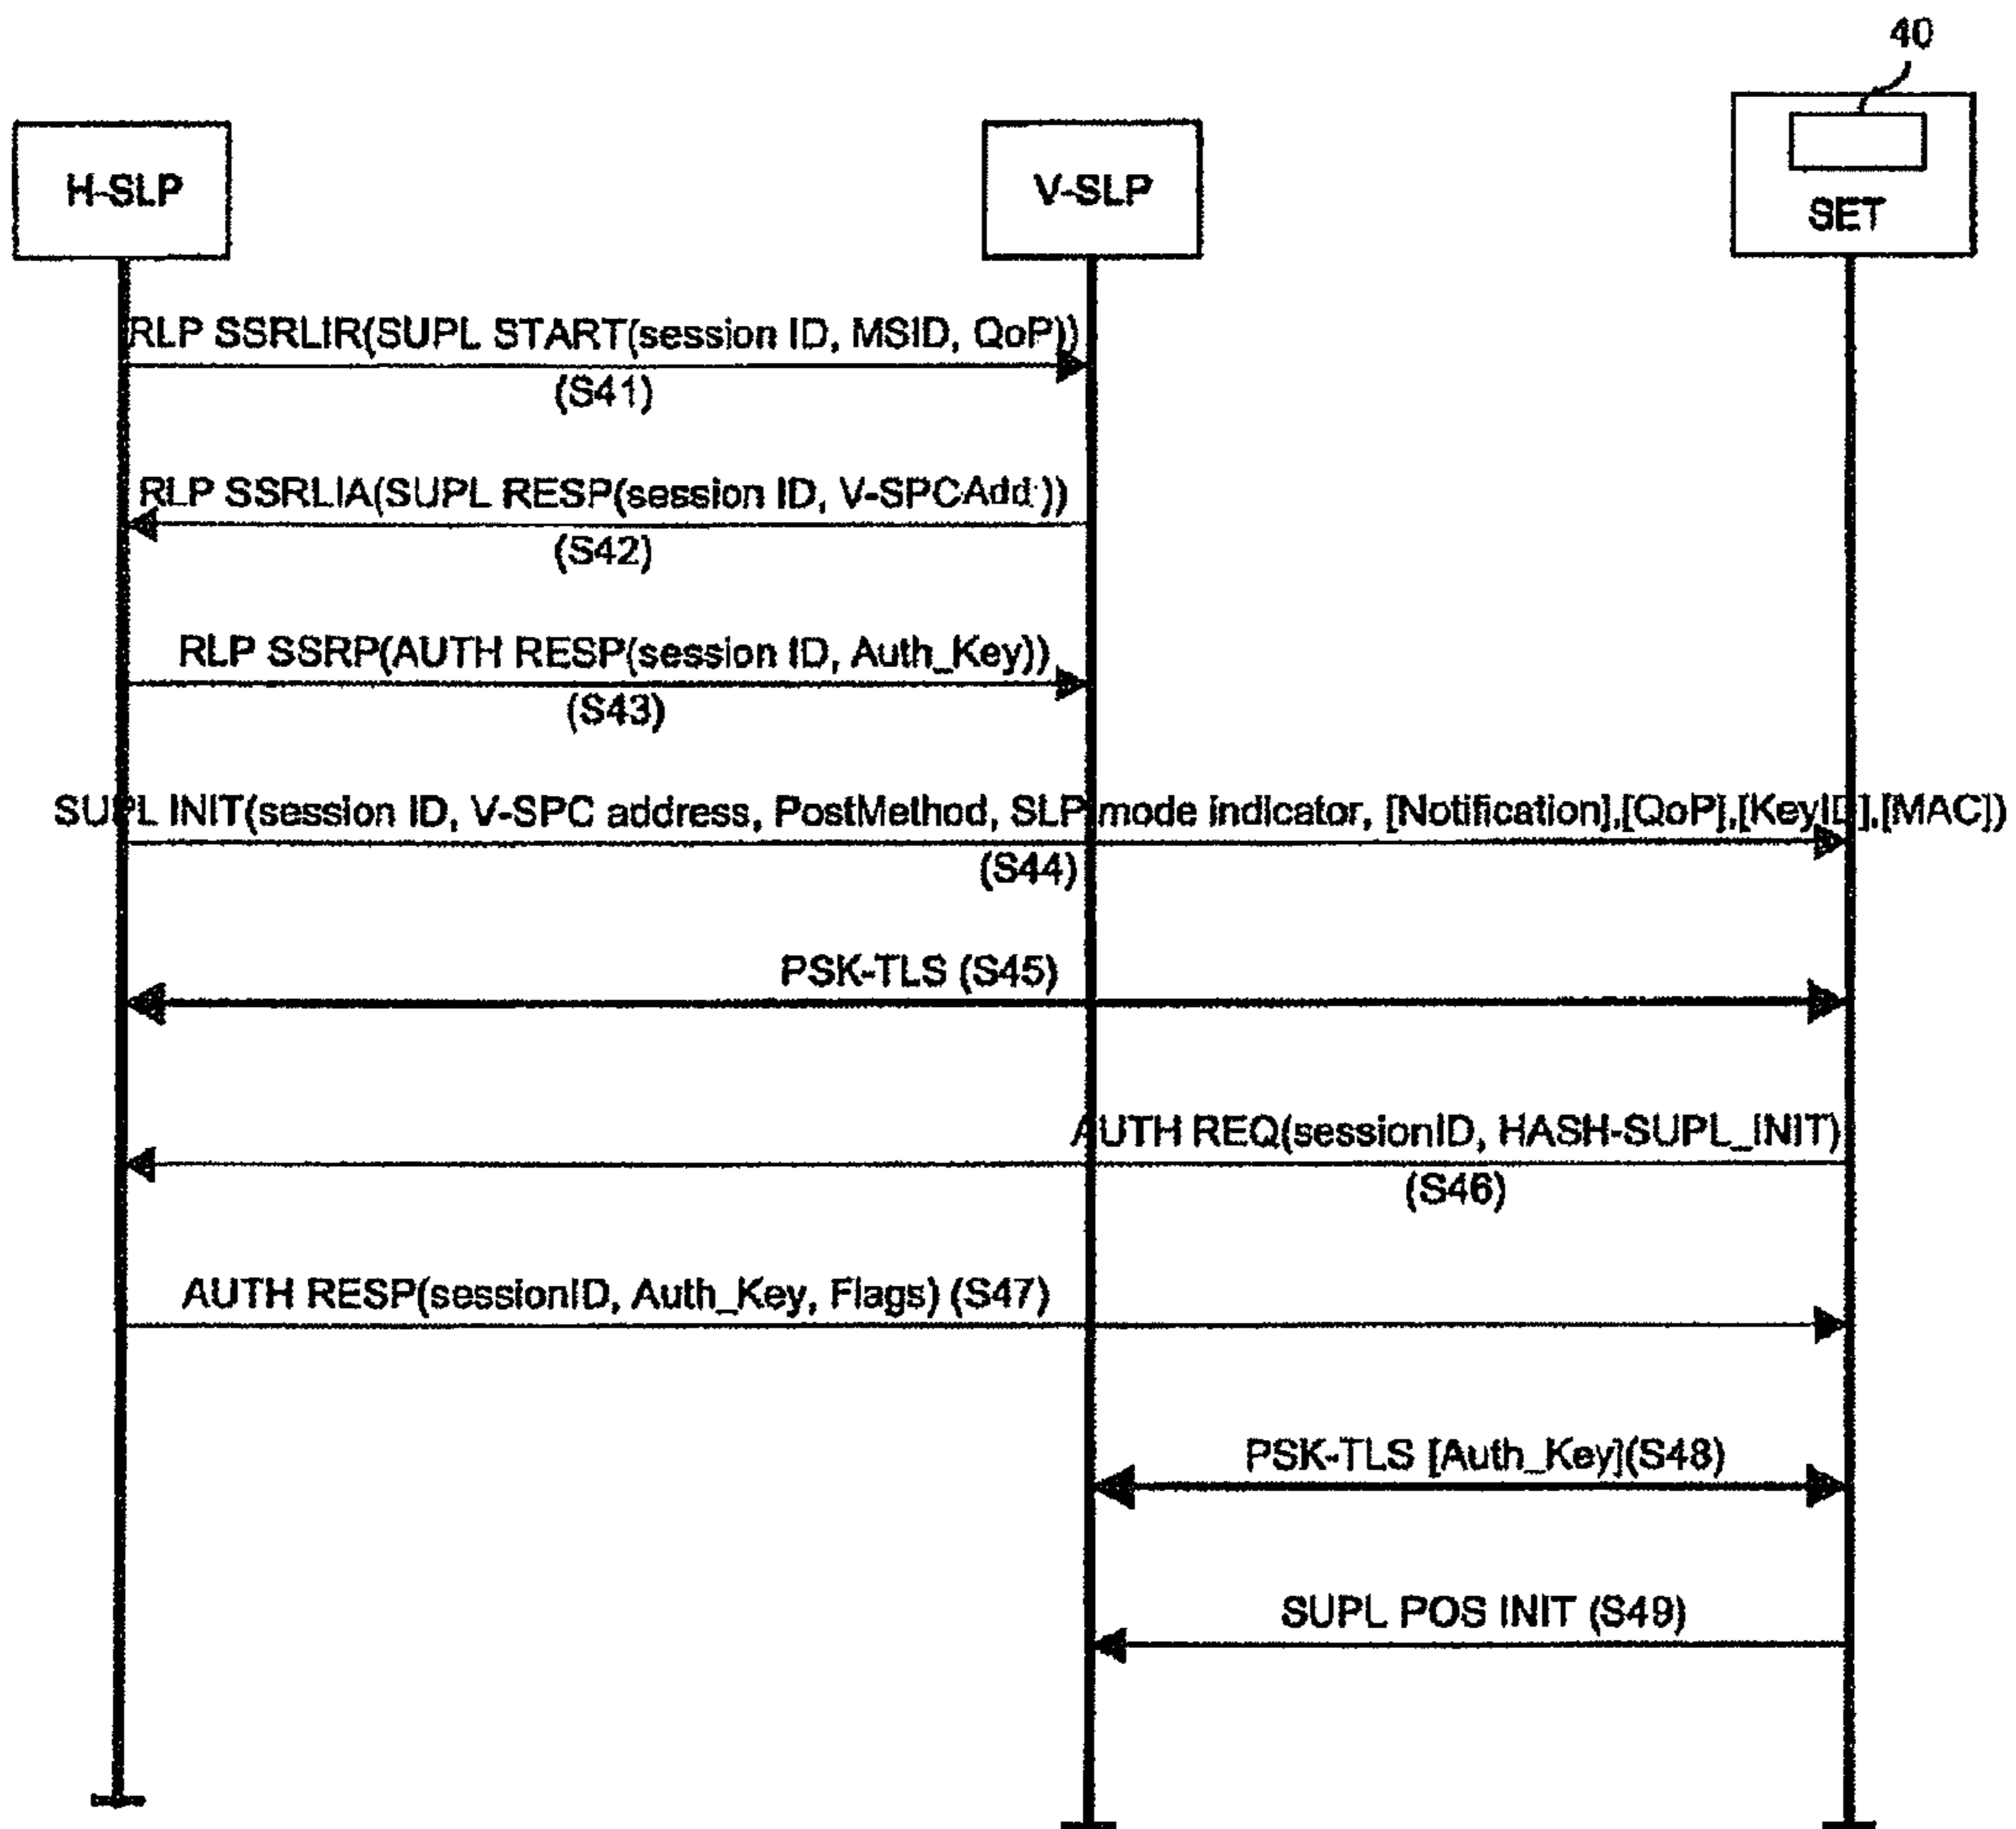 40
H-SLP
V-SLP
SET
RLP SSRLIR(SUPL START(session ID, MSID, QoP))
(S41)
RLP SSRLIA(SUPL RESP(session ID, V-SPCAdd ))
(S42)
RLP SSRP(AUTH RESP(session ID, Auth_Key))
(S43)
SUPL INIT(session ID, V-SPC address, PostMethod, SLP mode indicator, [Notification],[QoP],[KeyID],[MAC])
(S44)
PSK-TLS (S45)
AUTH REQ(sessionID, HASH-SUPL_INIT)
(S46)
AUTH RESP(sessionID, Auth_Key, Flags) (S47)
PSK-TLS [Auth_Key](S48)
SUPL POS INIT (S49)